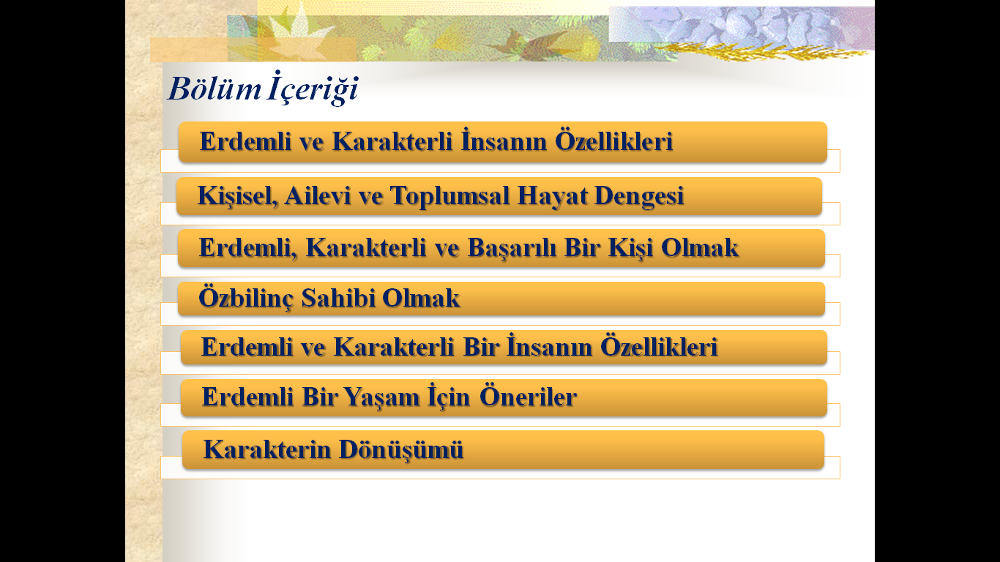 Bölüm İçeriği
Erdemli ve Karakterli İnsanın Özellikleri
Kişisel, Ailevi ve Toplumsal Hayat Dengesi
Erdemli, Karakterli ve Başarılı Bir Kişi Olmak
Özbilinç Sahibi Olmak
Erdemli ve Karakterli Bir İnsanın Özellikleri
Erdemli Bir Yaşam İçin Öneriler
Karakterin Dönüşümü